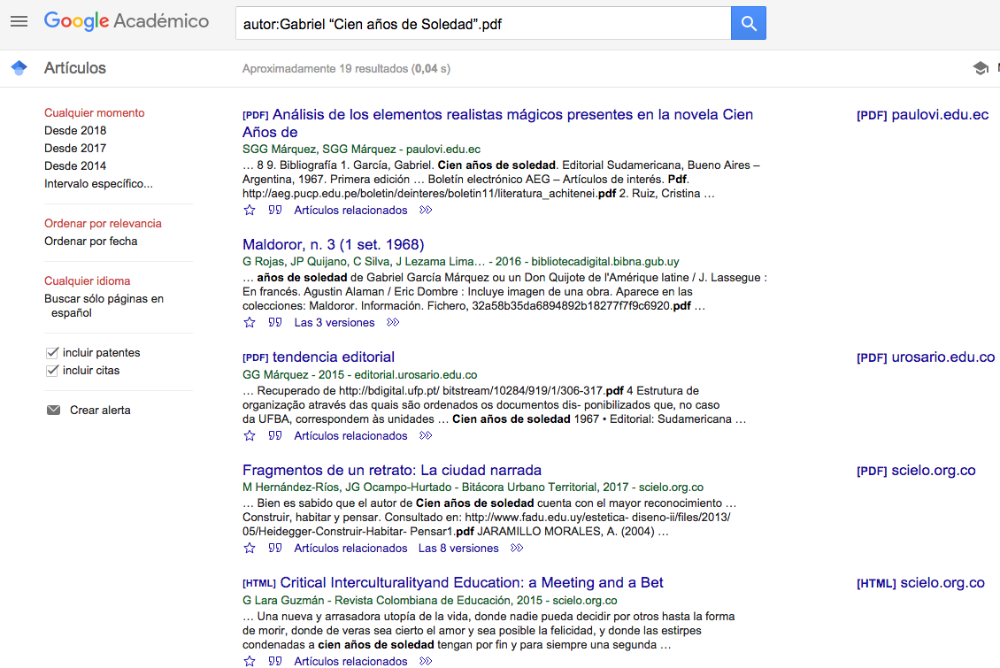 Google Académico
autor:Gabriel “Cien años de Soledad”.pdf
Artículos
Aproximadamente 19 resultados (0,04 s)
Cualquier momento
Desde 2018
Desde 2017
Desde 2014
Intervalo específico...
Ordenar por relevancia
Ordenar por fecha
Cualquier idioma
Buscar sólo páginas en
español
incluir patentes
incluir citas
Crear alerta
[PDF] Análisis de los elementos realistas mágicos presentes en la novela Cien
Años de
SGG Márquez, SGG Márquez - paulovi.edu.ec
… 8 9. Bibliografía 1. García, Gabriel. Cien años de soledad. Editorial Sudamericana, Bueno Aires –
Argentina, 1967. Primera edición … Boletín electrónico AEG – Artículos de interés. Pdf.
http://aeg.pucp.edu.pe/boletin/deinteres/boletin11/literatura_achitenei.pdf 2. Ruiz, Cristina …
Artículos relacionados
[PDF] paulovi.edu.ec
Maldoror, n. 3 (1 set. 1968)
G Rojas, JP Quijano, C Silva, J Lezama Lima… - 2016 - bibliotecadigital.bibna.gub.uy
… años de soledad de Gabriel García Márquez ou un Don Quijote de l'Amérique latine / J. Lassegue :
En francés. Agustin Alaman / Eric Dombre : Incluye imagen de una obra. Aparece en las
colecciones: Maldoror. Información. Fichero, 32a58b35da6894892b18277f7f9c6920.pdf …
Las 3 versiones
[PDF] tendencia editorial
GG Márquez - 2015 - editorial.urosario.edu.co
… Recuperado de http://bdigital.ufp.pt/ bitstream/10284/919/1/306-317.pdf 4 Estrutura de
organização através das quais são ordenados os documentos dis- ponibilizados que, no caso
da UFBA, correspondem às unidades … Cien años de soledad 1967 • Editorial: Sudamericana …
Artículos relacionados
[PDF] urosario.edu.co
Fragmentos de un retrato: La ciudad narrada
M Hernández-Ríos, JG Ocampo-Hurtado - Bitácora Urbano Territorial, 2017 - scielo.org.co
… Bien es sabido que el autor de Cien años de soledad cuenta con el mayor reconocimiento …
Construir, habitar y pensar. Consultado en: http://www.fadu.edu.uy/estetica- diseno-ii/files/2013/
05/Heidegger-Construir-Habitar- Pensar1.pdf JARAMILLO MORALES, A. (2004) …
Artículos relacionados Las 8 versiones
[PDF] scielo.org.co
[HTML] Critical Interculturalityand Education: a Meeting and a Bet
G Lara Guzmán - Revista Colombiana de Educación, 2015 - scielo.org.co
… Una nueva y arrasadora utopía de la vida, donde nadie pueda decidir por otros hasta la forma
de morir, donde de veras sea cierto el amor y sea posible la felicidad, y donde las estirpes
condenadas a cien años de soledad tengan por fin y para siempre una segunda …
Artículos relacionados
[HTML] scielo.org.co